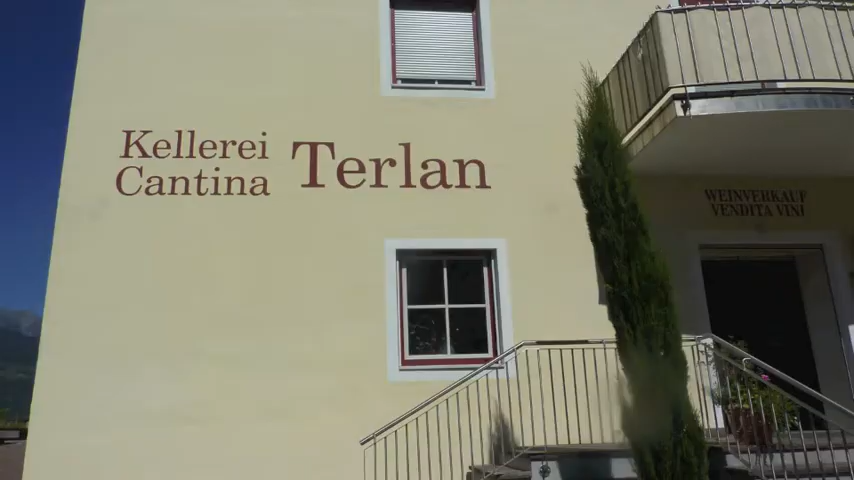 Kellerei
Cantina
Terlan
WEINVERKAUF
VENDITA VINI